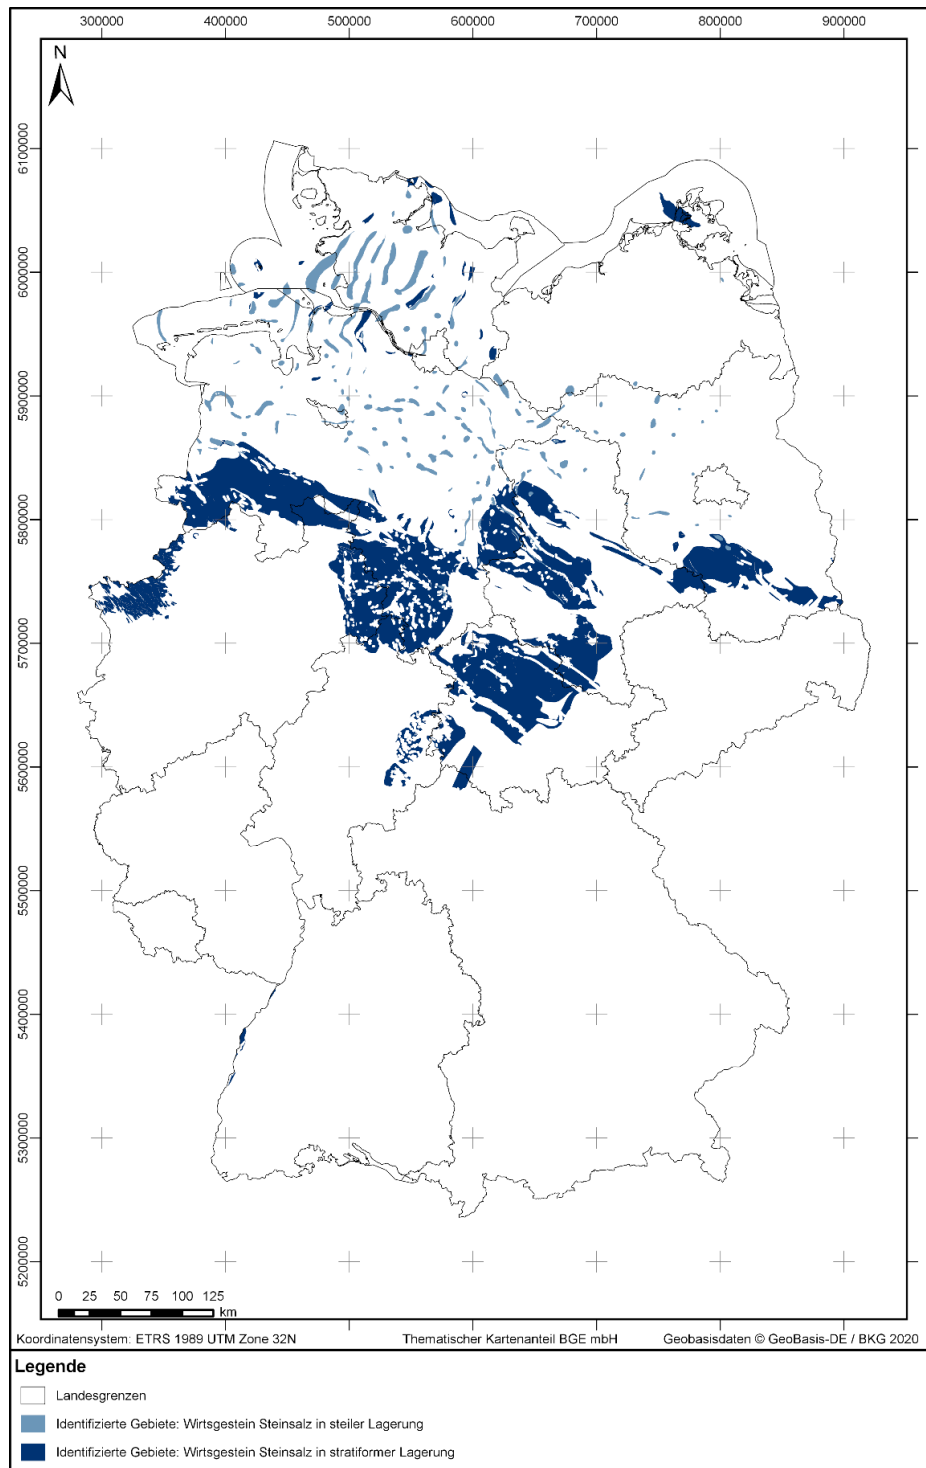 300000 400000 500000 600000 700000 800000 900000
N
6100000
6000000
5900000
5800000
5700000
5600000
5500000
5400000
5300000
5200000
0 25 50 75 100 125
km
Koordinatensystem: ETRS 1989 UTM Zone 32N Thematischer Kartenanteil BGE mbH Geobasisdaten © GeoBasis-DE / BKG 2020
Legende
Landesgrenzen
Identifizierte Gebiete: Wirtsgestein Steinsalz in steiler Lagerung
Identifizierte Gebiete: Wirtsgestein Steinsalz in stratiformer Lagerung